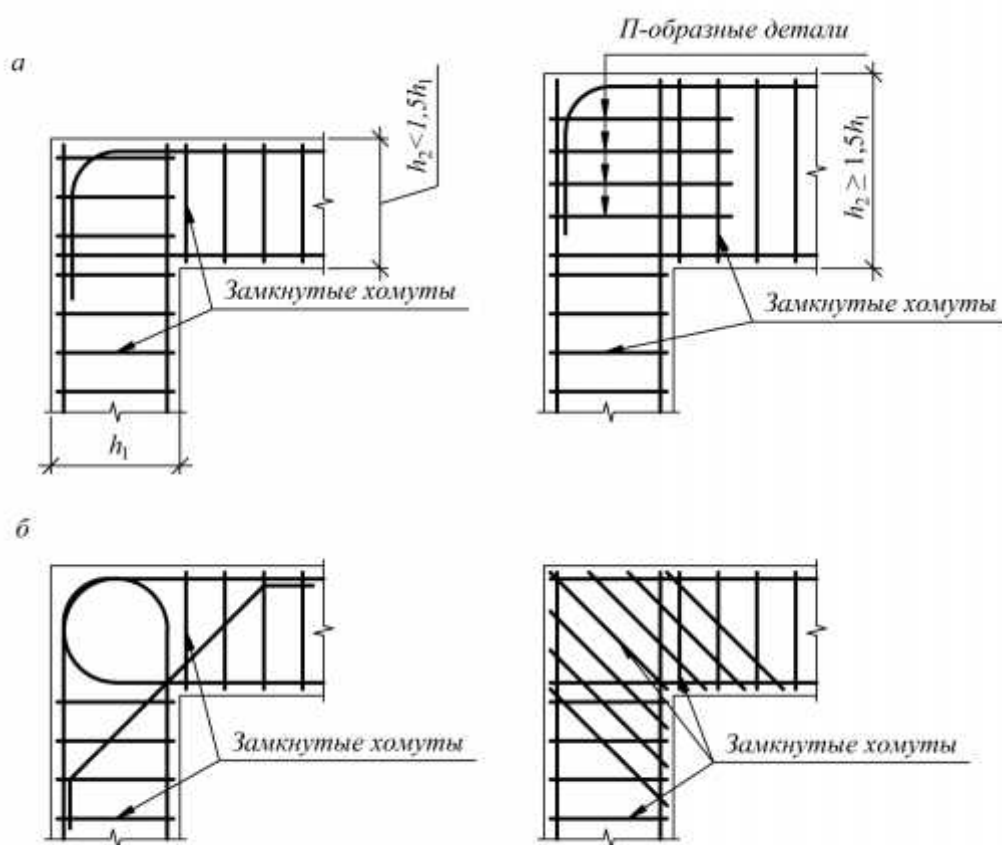 а
П-образные детали
h₂<1,5h₁
h₂ ≥ 1,5h₁
Замкнутые хомуты
Замкнутые хомуты
h₁
б
Замкнутые хомуты
Замкнутые хомуты